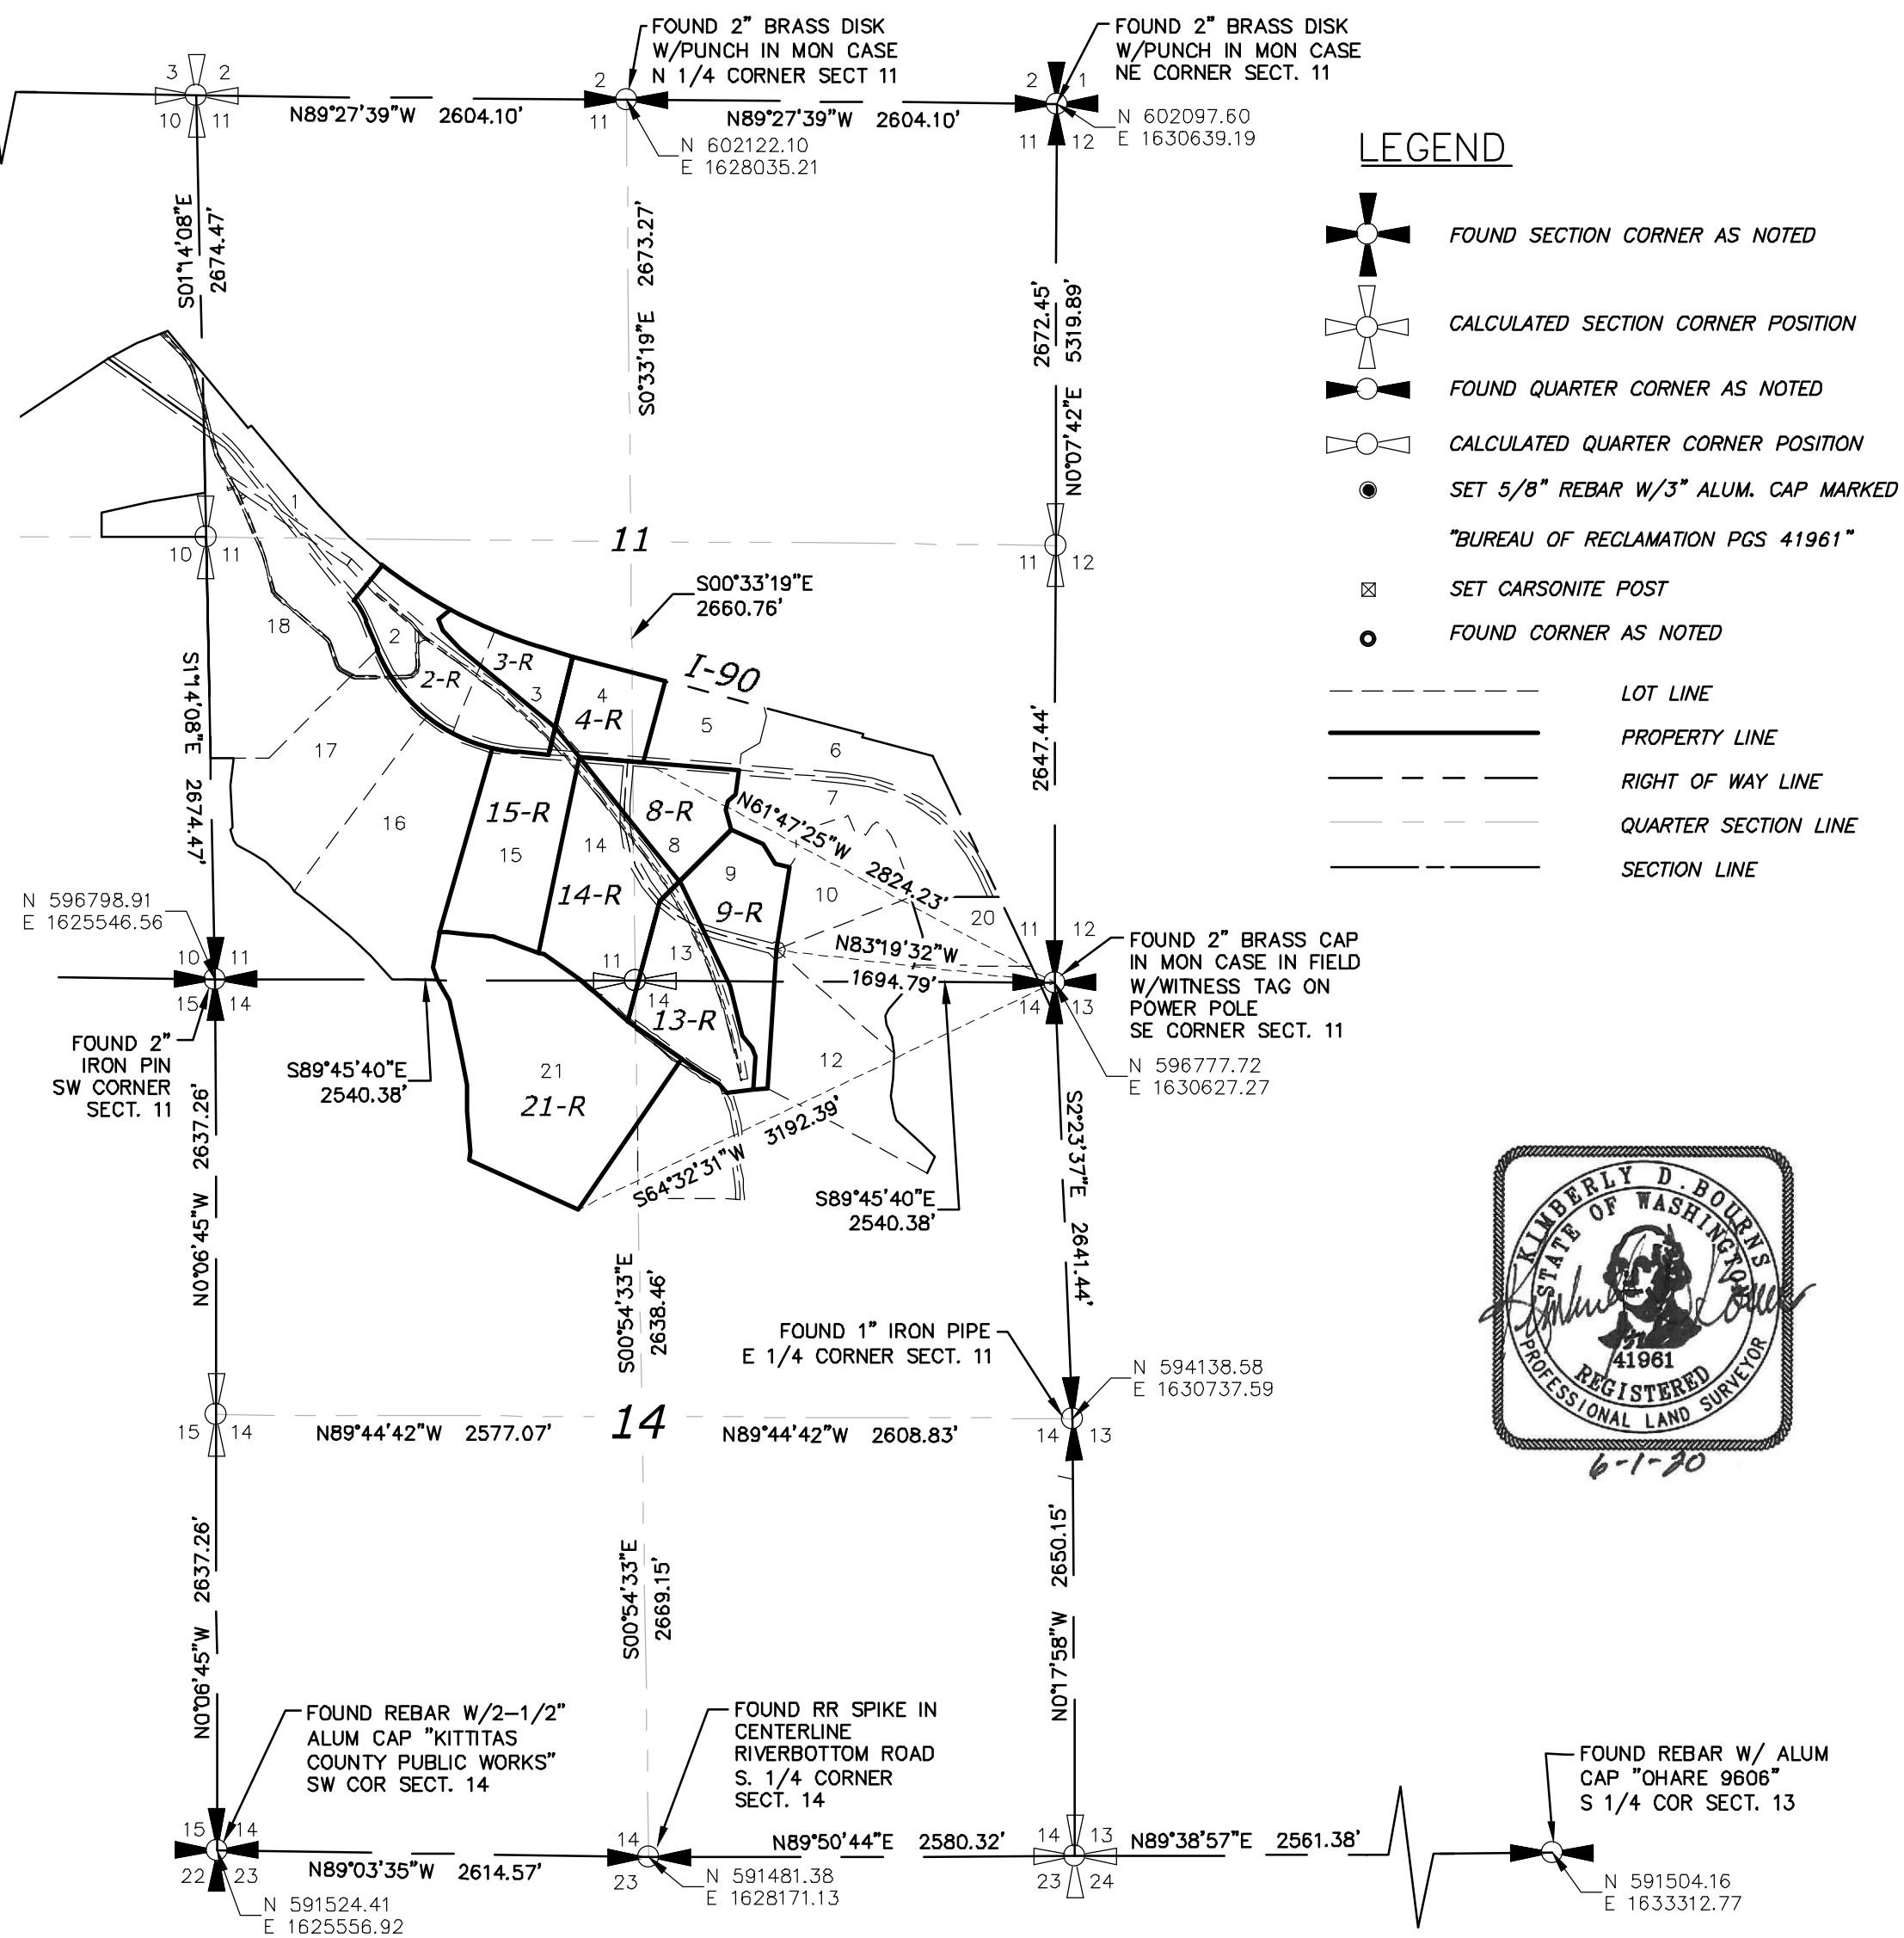 FOUND 2" BRASS DISK
W/PUNCH IN MON CASE
N 1/4 CORNER SECT 11
FOUND 2" BRASS DISK
W/PUNCH IN MON CASE
NE CORNER SECT. 11
3 2
10 11
N89°27'39"W 2604.10'
2
11
N89°27'39"W 2604.10'
2 1
11 12
N 602122.10
E 1628035.21
N 602097.60
E 1630639.19
LEGEND
FOUND SECTION CORNER AS NOTED
CALCULATED SECTION CORNER POSITION
FOUND QUARTER CORNER AS NOTED
CALCULATED QUARTER CORNER POSITION
SET 5/8" REBAR W/3" ALUM. CAP MARKED
"BUREAU OF RECLAMATION PGS 41961"
SET CARSONITE POST
FOUND CORNER AS NOTED
LOT LINE
PROPERTY LINE
RIGHT OF WAY LINE
QUARTER SECTION LINE
SECTION LINE
S01°14'08"E
2674.47'
S0°33'19"E 2673.27'
2672.45'
5319.89'
N0°07'42"E
1
10 11
11
11 12
S00°33'19"E
2660.76'
18
2
2-R
3-R
3
4
4-R
I-90
5
6
7
S1°14'08"E 2674.47'
17
16
15-R
15
14
14-R
8-R
8
9
9-R
10
20
2647.44'
N61°47'25"W 2824.23'
N83°19'32"W
1694.79'
N 596798.91
E 1625546.56
10 11
15 14
11
14
13
13-R
11 12
14 13
FOUND 2" BRASS CAP
IN MON CASE IN FIELD
W/WITNESS TAG ON
POWER POLE
SE CORNER SECT. 11
N 596777.72
E 1630627.27
FOUND 2"
IRON PIN
SW CORNER
SECT. 11
S89°45'40"E
2540.38'
21
21-R
12
S64°32'31"W 3192.39'
S89°45'40"E
2540.38'
N0°06'45"W 2637.26'
S2°23'37"E 2641.44'
S00°54'33"E
2638.46'
FOUND 1" IRON PIPE
E 1/4 CORNER SECT. 11
N 594138.58
E 1630737.59
15 14
N89°44'42"W 2577.07'
14
N89°44'42"W 2608.83'
14 13
KIMBERLY D. BOURNS
STATE OF WASHINGTON
41961
REGISTERED
PROFESSIONAL LAND SURVEYOR
6-1-20
N0°06'45"W 2637.26'
S00°54'33"E
2669.15'
N0°17'58"W 2650.15'
FOUND REBAR W/2-1/2"
ALUM CAP "KITTITAS
COUNTY PUBLIC WORKS"
SW COR SECT. 14
FOUND RR SPIKE IN
CENTERLINE
RIVERBOTTOM ROAD
S. 1/4 CORNER
SECT. 14
FOUND REBAR W/ ALUM
CAP "OHARE 9606"
S 1/4 COR SECT. 13
15 14
22 23
N89°03'35"W 2614.57'
14
23
N89°50'44"E 2580.32'
14 13
23 24
N89°38'57"E 2561.38'
N 591524.41
E 1625556.92
N 591481.38
E 1628171.13
N 591504.16
E 1633312.77